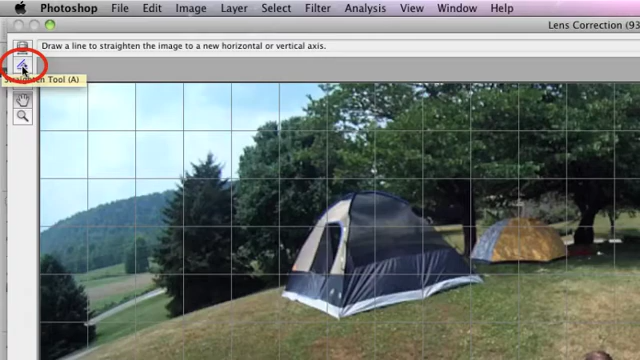 Photoshop File Edit Image Layer Select Filter Analysis View Window Help
Lens Correction (93
Draw a line to straighten the image to a new horizontal or vertical axis.
Straighten Tool (A)